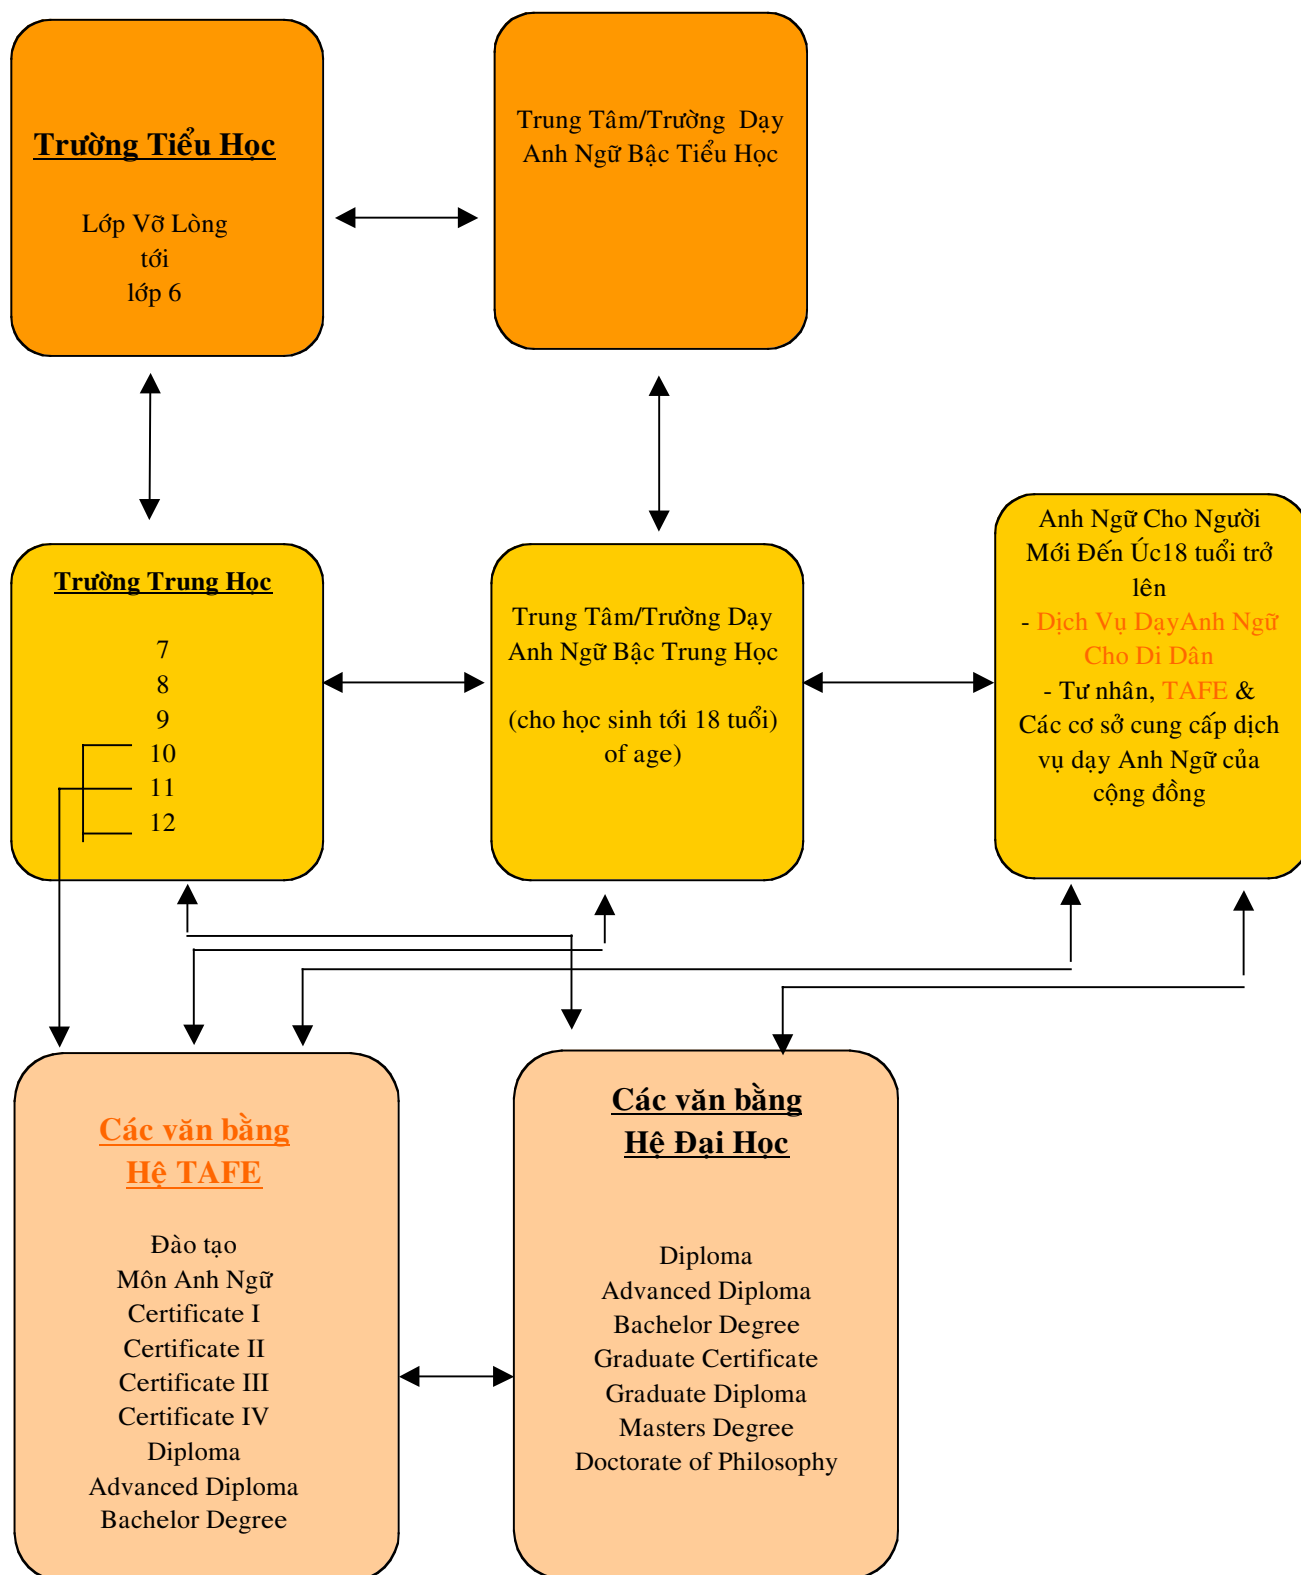 Trường Tiểu Học
Lớp Vỡ Lòng
tới
lớp 6
Trung Tâm/Trường Dạy
Anh Ngữ Bậc Tiểu Học
Trường Trung Học
7
8
9
10
11
12
Trung Tâm/Trường Dạy
Anh Ngữ Bậc Trung Học
(cho học sinh tới 18 tuổi)
of age)
Anh Ngữ Cho Người
Mới Đến Úc18 tuổi trở
lên
- Dịch Vụ DạyAnh Ngữ
Cho Di Dân
- Tư nhân, TAFE &
Các cơ sở cung cấp dịch
vụ dạy Anh Ngữ của
cộng đồng
Các văn bằng
Hệ TAFE
Đào tạo
Môn Anh Ngữ
Certificate I
Certificate II
Certificate III
Certificate IV
Diploma
Advanced Diploma
Bachelor Degree
Các văn bằng
Hệ Đại Học
Diploma
Advanced Diploma
Bachelor Degree
Graduate Certificate
Graduate Diploma
Masters Degree
Doctorate of Philosophy